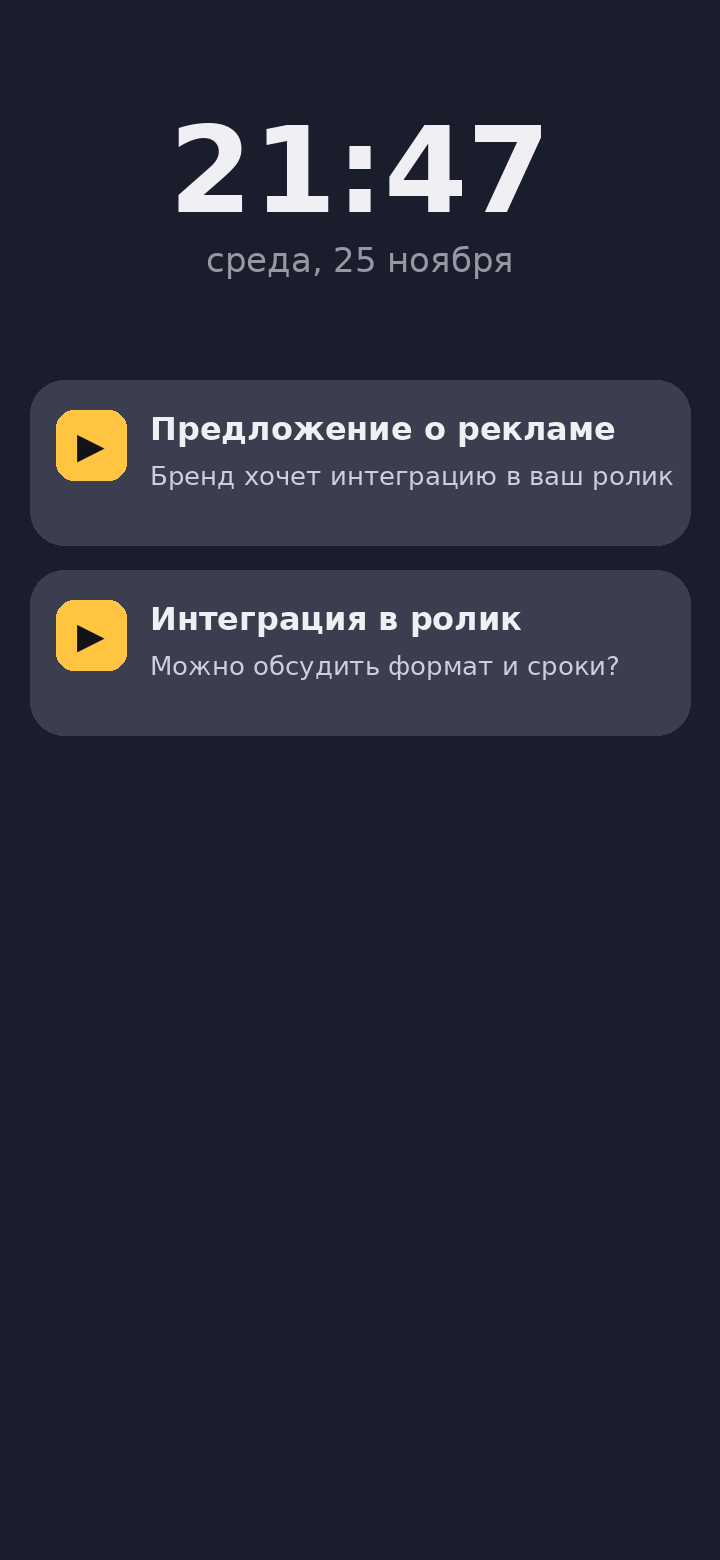 21:47
среда, 25 ноября
Предложение о рекламе
Бренд хочет интеграцию в ваш ролик
Интеграция в ролик
Можно обсудить формат и сроки?